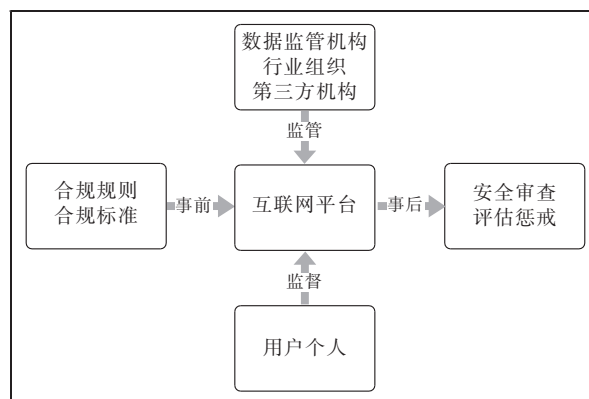 数据监管机构
行业组织
第三方机构
监管
合规规则
合规标准
事前
互联网平台
事后
安全审查
评估惩戒
监督
用户个人